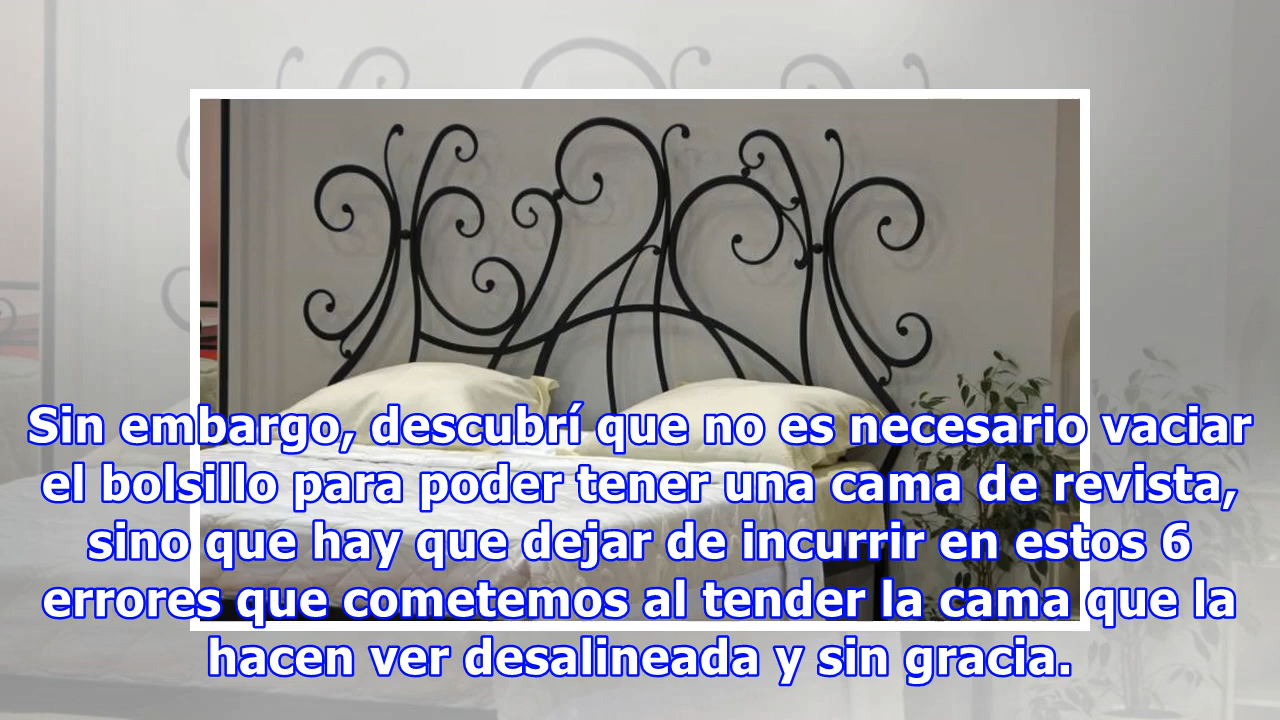 Sin embargo, descubrí que no es necesario vaciar
el bolsillo para poder tener una cama de revista,
sino que hay que dejar de incurrir en estos 6
errores que cometemos al tender la cama que la
hacen ver desalineada y sin gracia.